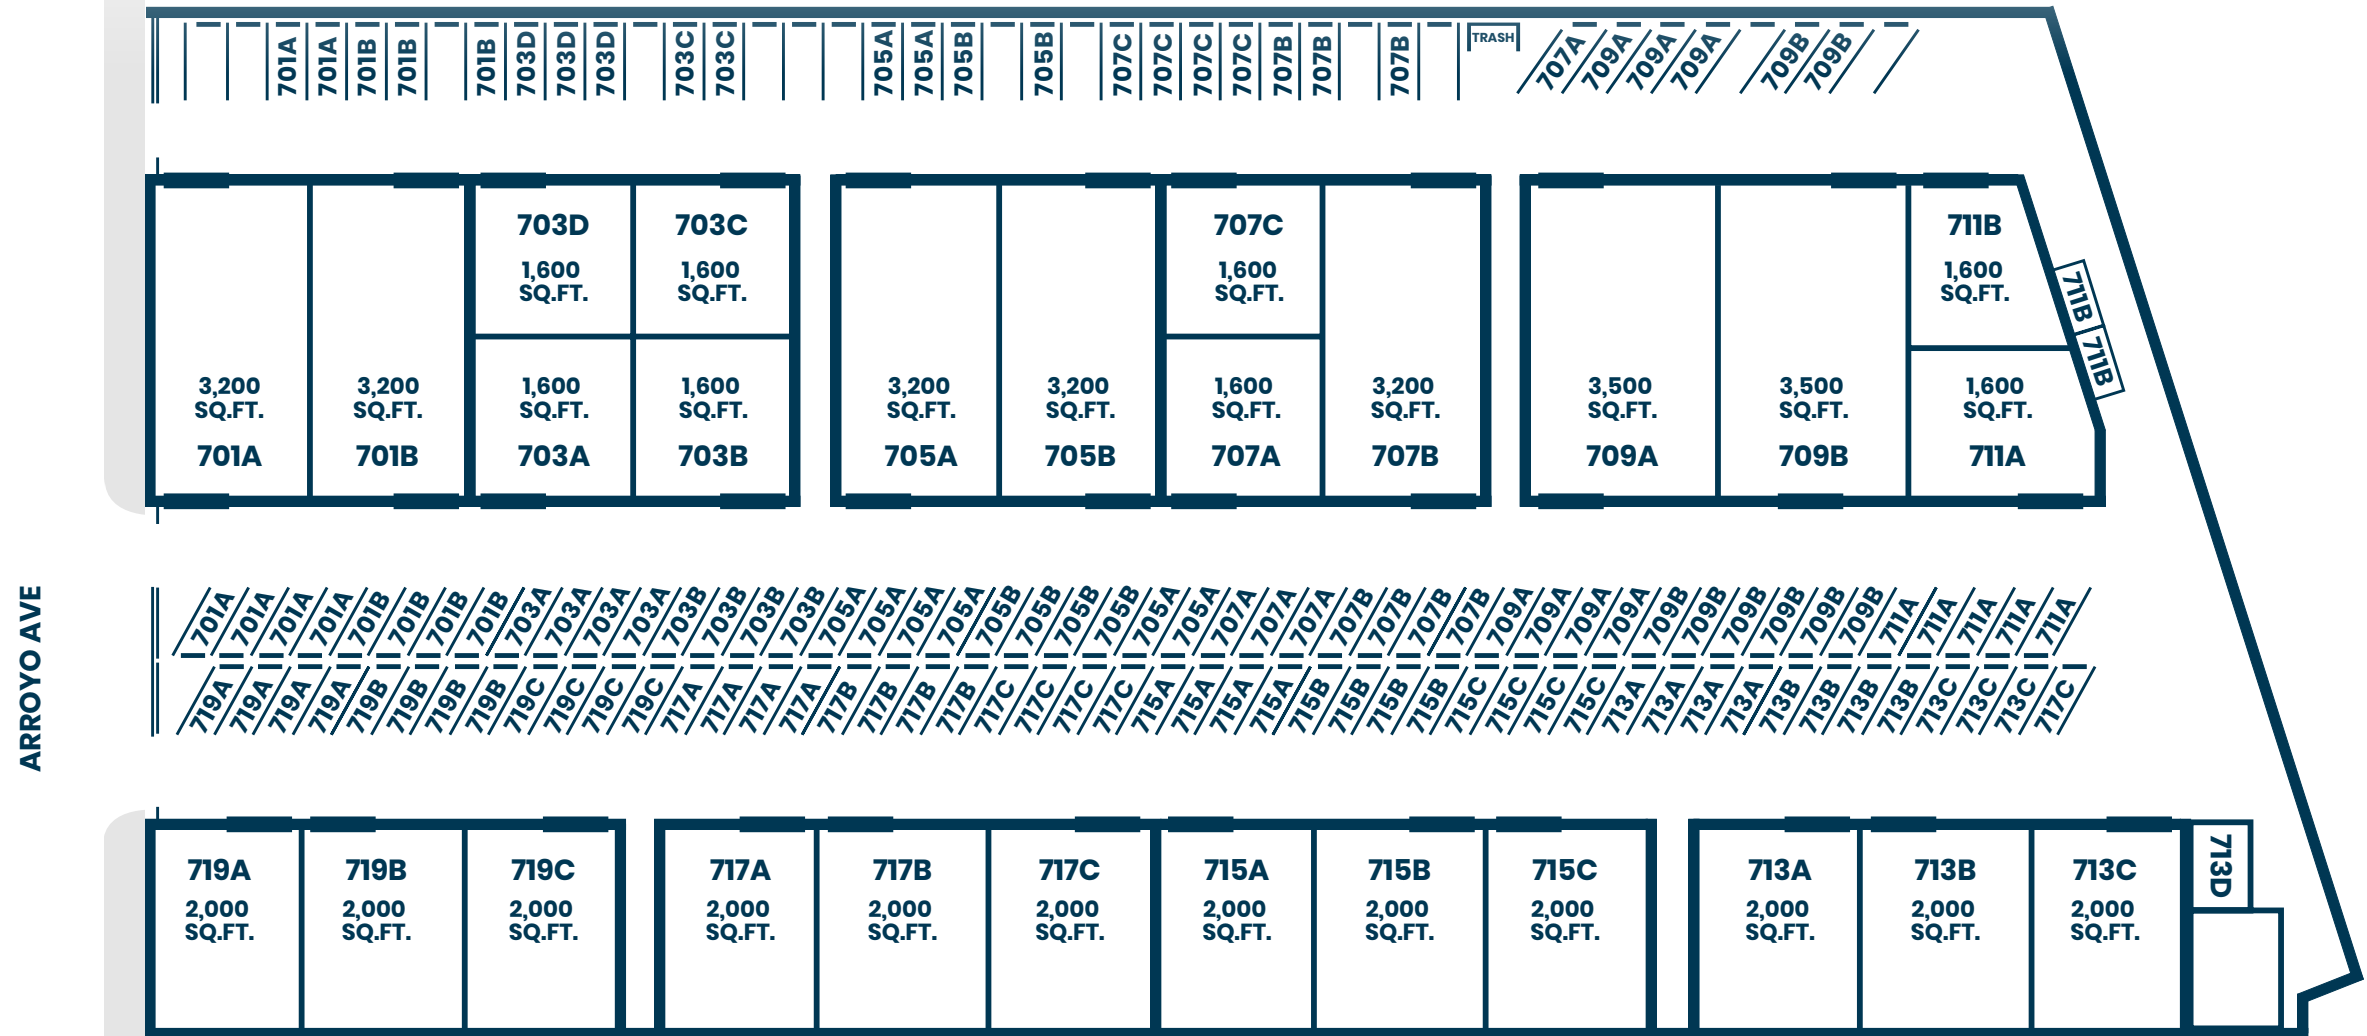 701A 701A 701B 701B 701B 703D 703D 703D 703C 703C 705A 705A 705B 705B 707C 707C 707C 707C 707B 707B 707B TRASH 707A 709A 709A 709A 709B 709B
703D 703C 707C 711B
1,600 1,600 1,600 1,600
SQ.FT. SQ.FT. SQ.FT. SQ.FT.
711B
711B
3,200 3,200 1,600 1,600 3,200 3,200 1,600 3,200 3,500 3,500 1,600
SQ.FT. SQ.FT. SQ.FT. SQ.FT. SQ.FT. SQ.FT. SQ.FT. SQ.FT. SQ.FT. SQ.FT. SQ.FT.
701A 701B 703A 703B 705A 705B 707A 707B 709A 709B 711A
ARROYO AVE
701A 701A 701A 701A 701B 701B 701B 701B 703A 703A 703A 703A 703B 703B 703B 703B 705A 705A 705A 705A 705B 705B 705B 705B 705A 705A 707A 707A 707A 707B 707B 707B 707B 709A 709A 709A 709A 709B 709B 709B 709B 709B 709B 711A 711A 711A 711A 711A
719A 719A 719A 719A 719B 719B 719B 719B 719C 719C 719C 719C 717A 717A 717A 717A 717B 717B 717B 717B 717C 717C 717C 717C 715A 715A 715A 715A 715B 715B 715B 715B 715C 715C 715C 715C 713A 713A 713A 713A 713B 713B 713B 713B 713C 713C 713C 717C
719A 719B 719C 717A 717B 717C 715A 715B 715C 713A 713B 713C 713D
2,000 2,000 2,000 2,000 2,000 2,000 2,000 2,000 2,000 2,000 2,000 2,000
SQ.FT. SQ.FT. SQ.FT. SQ.FT. SQ.FT. SQ.FT. SQ.FT. SQ.FT. SQ.FT. SQ.FT. SQ.FT. SQ.FT.